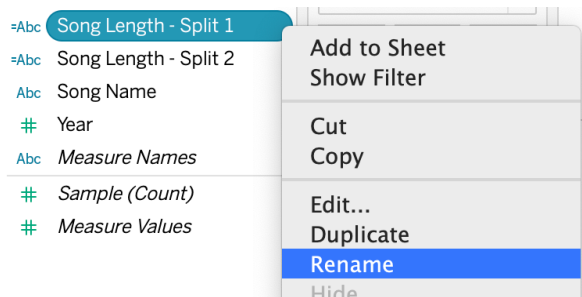 =Abc Song Length - Split 1
=Abc Song Length - Split 2
Abc Song Name
# Year
Abc Measure Names
# Sample (Count)
# Measure Values
Add to Sheet
Show Filter
Cut
Copy
Edit...
Duplicate
Rename
Hide